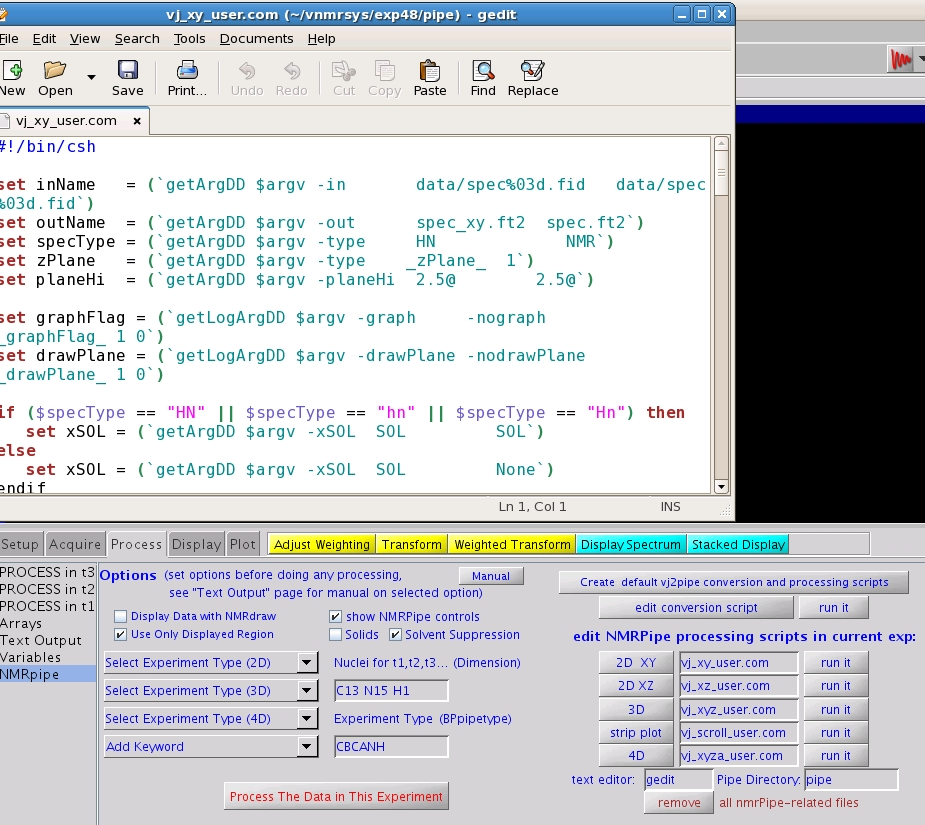 vj_xy_user.com (~/vnmrsys/exp48/pipe) - gedit
File Edit View Search Tools Documents Help
New Open Save Print... Undo Redo Cut Copy Paste Find Replace
vj_xy_user.com
#!/bin/csh
set inName   = (`getArgDD $argv -in       data/spec%03d.fid   data/spec
%03d.fid`)
set outName  = (`getArgDD $argv -out      spec_xy.ft2  spec.ft2`)
set specType = (`getArgDD $argv -type     HN             NMR`)
set zPlane   = (`getArgDD $argv -type    _zPlane_  1`)
set planeHi  = (`getArgDD $argv -planeHi  2.5@        2.5@`)
set graphFlag = (`getLogArgDD $argv -graph     -nograph
_graphFlag_ 1 0`)
set drawPlane = (`getLogArgDD $argv -drawPlane -nodrawPlane
_drawPlane_ 1 0`)
if ($specType == "HN" || $specType == "hn" || $specType == "Hn") then
   set xSOL = (`getArgDD $argv -xSOL  SOL         SOL`)
else
   set xSOL = (`getArgDD $argv -xSOL  SOL         None`)
endif
Ln 1, Col 1 INS
Setup Acquire Process Display Plot Adjust Weighting Transform Weighted Transform Display Spectrum Stacked Display
PROCESS in t3
PROCESS in t2
PROCESS in t1
Arrays
Text Output
Variables
NMRpipe
Options (set options before doing any processing,
see "Text Output" page for manual on selected option)
Manual
Display Data with NMRdraw
show NMRPipe controls
Use Only Displayed Region
Solids
Solvent Suppression
Select Experiment Type (2D)
Nuclei for t1,t2,t3... (Dimension)
Select Experiment Type (3D)
C13 N15 H1
Select Experiment Type (4D)
Experiment Type (BPpipetype)
Add Keyword
CBCANH
Process The Data in This Experiment
Create default vj2pipe conversion and processing scripts
edit conversion script
run it
edit NMRPipe processing scripts in current exp:
2D XY vj_xy_user.com run it
2D XZ vj_xz_user.com run it
3D vj_xyz_user.com run it
strip plot vj_scroll_user.com run it
4D vj_xyza_user.com run it
text editor: gedit Pipe Directory: pipe
remove all nmrPipe-related files